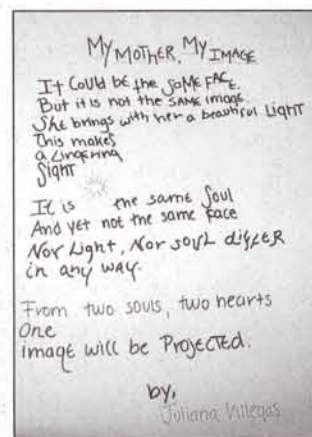 My MOTHER, My IMAGE
It Could be the SAME FACE.
But it is not the SAME image.
She brings with her a beautiful Light
This makes
a Lingering
Sight
It is the same Soul
And yet not the same face
Nor Light, Nor soul differ
in any way.
From two souls, two hearts
One
image will be Projected.
by,
Juliana Villegas